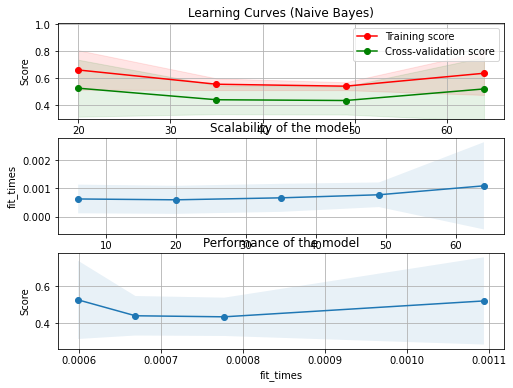 Learning Curves (Naive Bayes)
1.0
0.8
0.6
0.4
Score
Training score
Cross-validation score
20
30
40
50
60
Scalability of the model
0.002
0.001
0.000
fit_times
10
20
30
40
50
60
Performance of the model
0.6
0.4
Score
0.0006
0.0007
0.0008
0.0009
0.0010
0.0011
fit_times